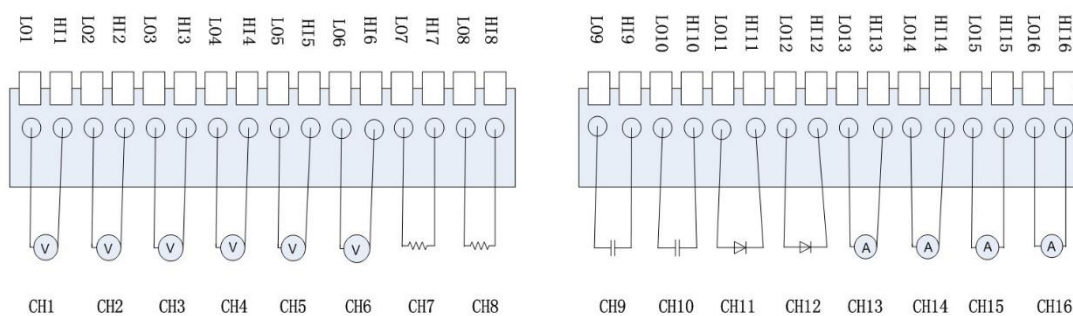 LO1 HI1 LO2 HI2 LO3 HI3 LO4 HI4 LO5 HI5 LO6 HI6 LO7 HI7 LO8 HI8
LO9 HI9 LO10 HI10 LO11 HI11 LO12 HI12 LO13 HI13 LO14 HI14 LO15 HI15 LO16 HI16
V V V V V V
A A A A
CH1 CH2 CH3 CH4 CH5 CH6 CH7 CH8
CH9 CH10 CH11 CH12 CH13 CH14 CH15 CH16